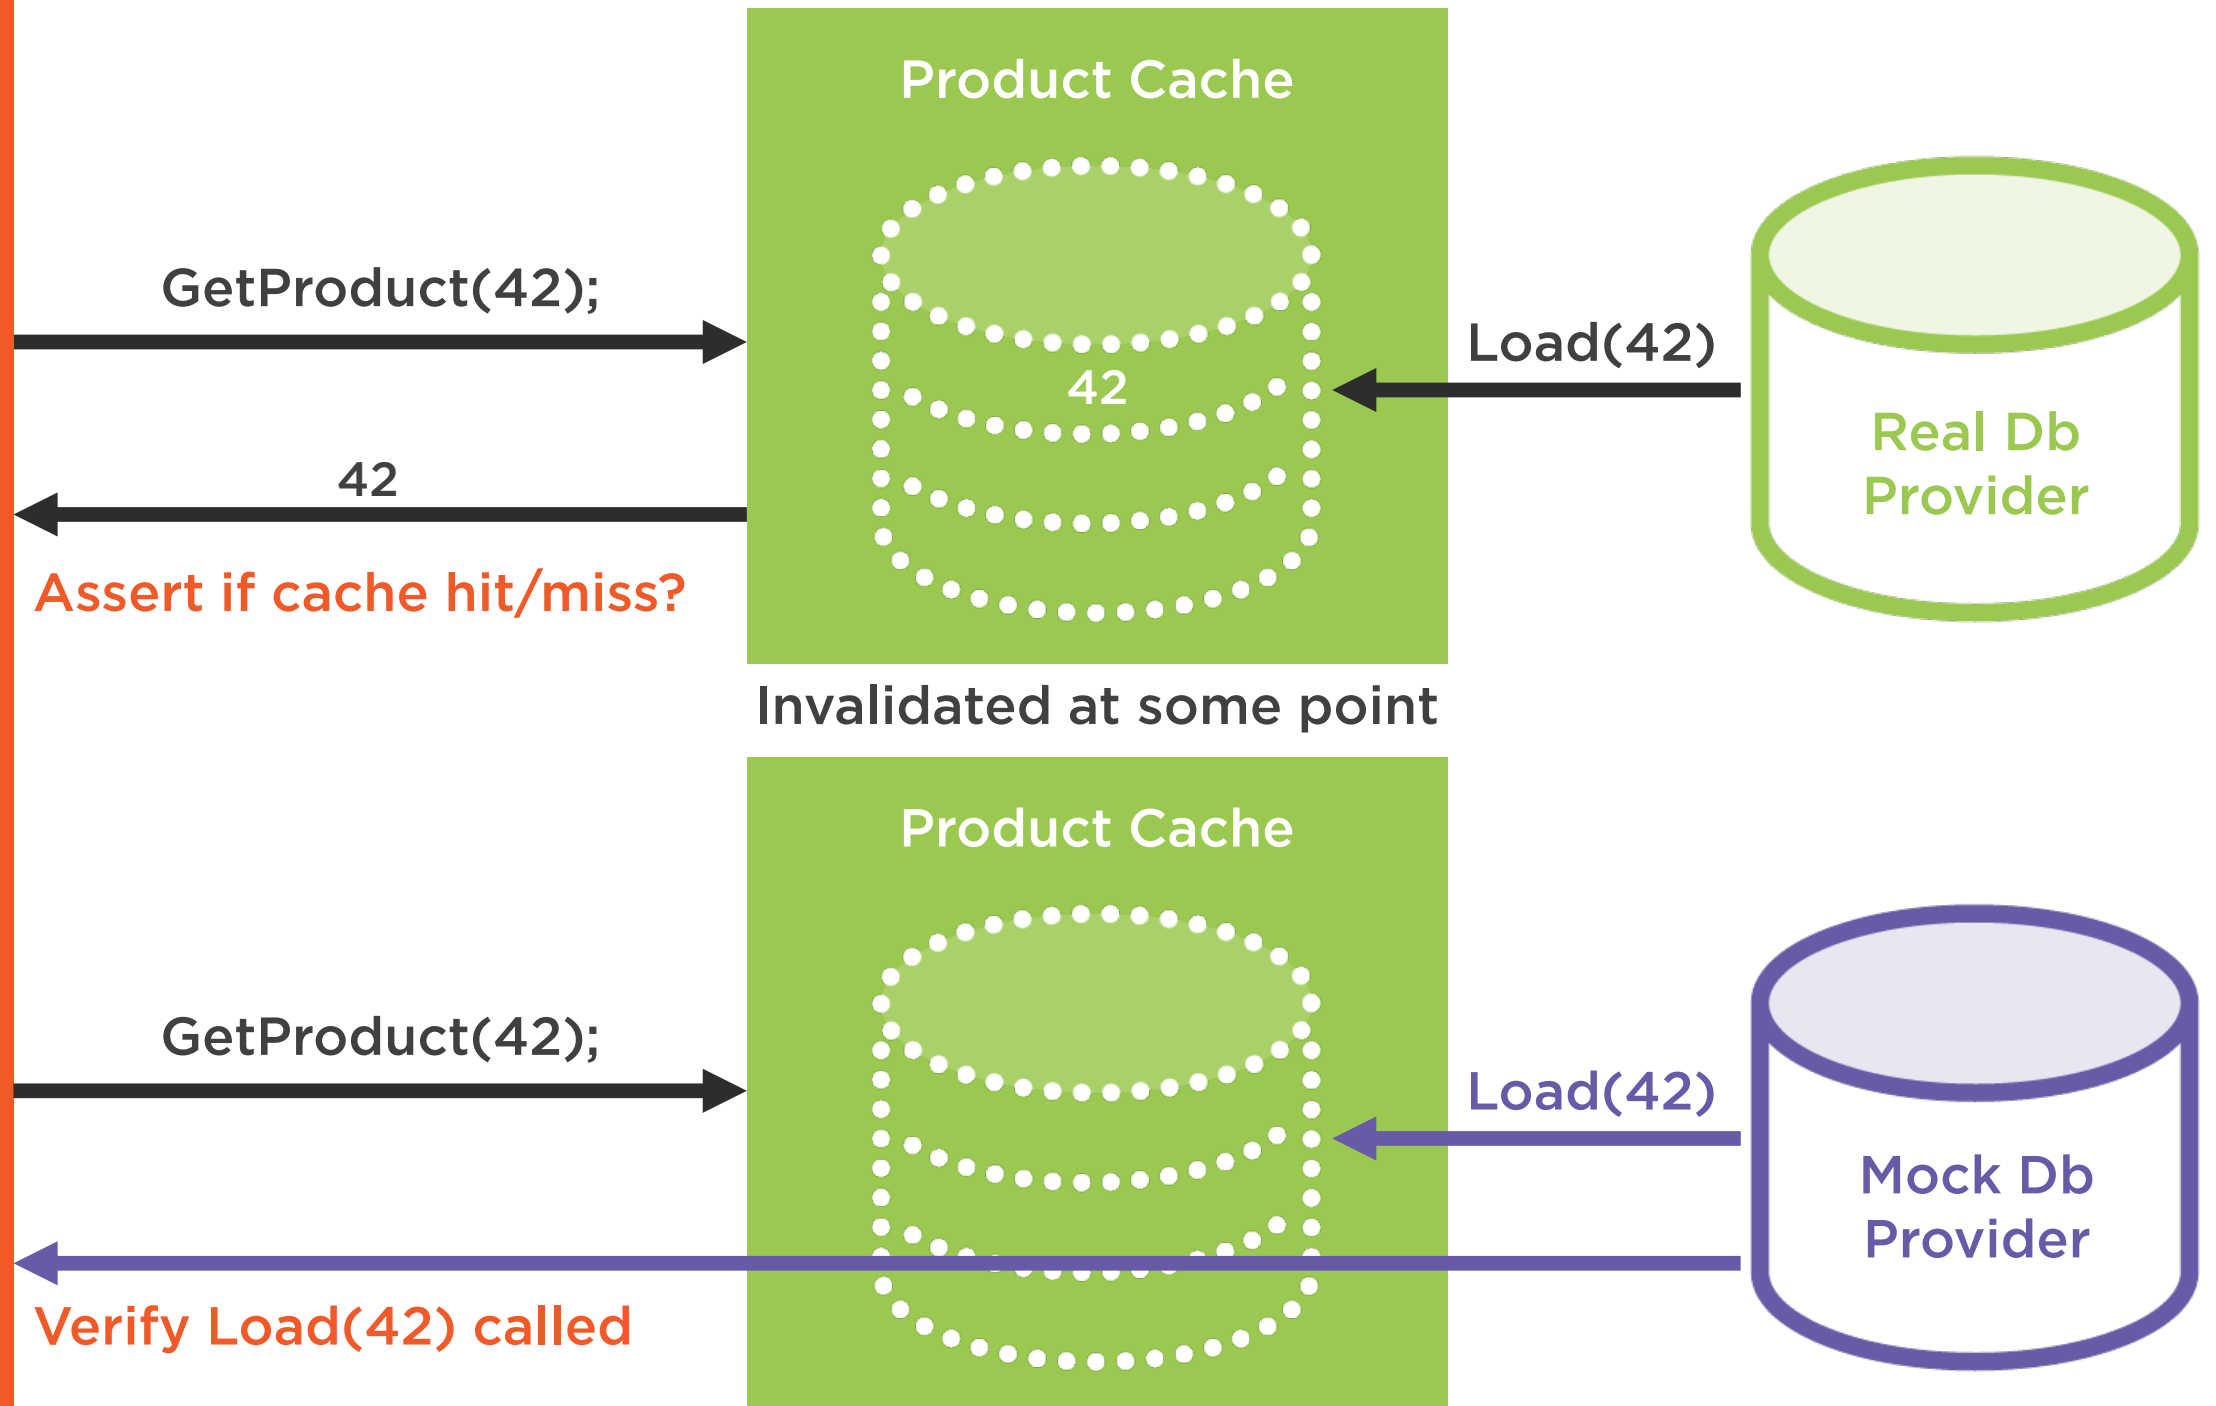 Product Cache
GetProduct(42);
Load(42)
42
Real Db
Provider
42
Assert if cache hit/miss?
Invalidated at some point
Product Cache
GetProduct(42);
Load(42)
Mock Db
Provider
Verify Load(42) called